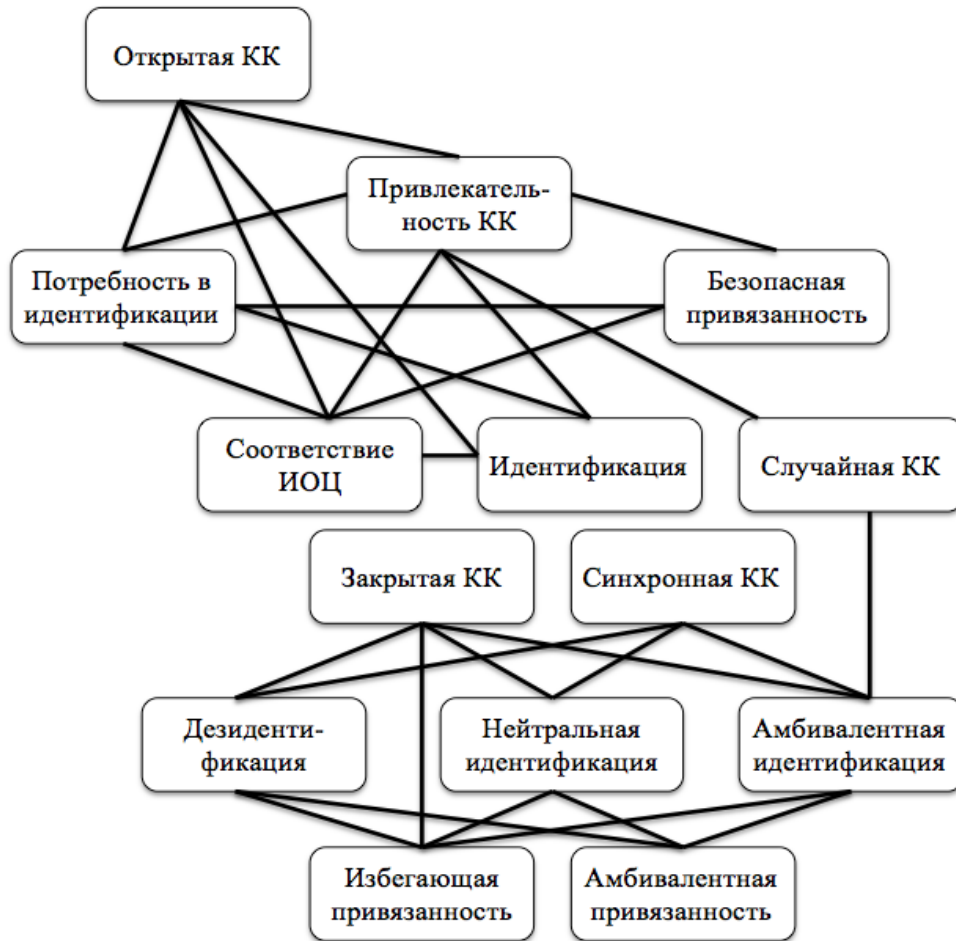 Открытая КК
Привлекатель-
ность КК
Потребность в
идентификации
Безопасная
привязанность
Соответствие
ИОЦ
Идентификация
Случайная КК
Закрытая КК
Синхронная КК
Дезиденти-
фикация
Нейтральная
идентификация
Амбивалентная
идентификация
Избегающая
привязанность
Амбивалентная
привязанность